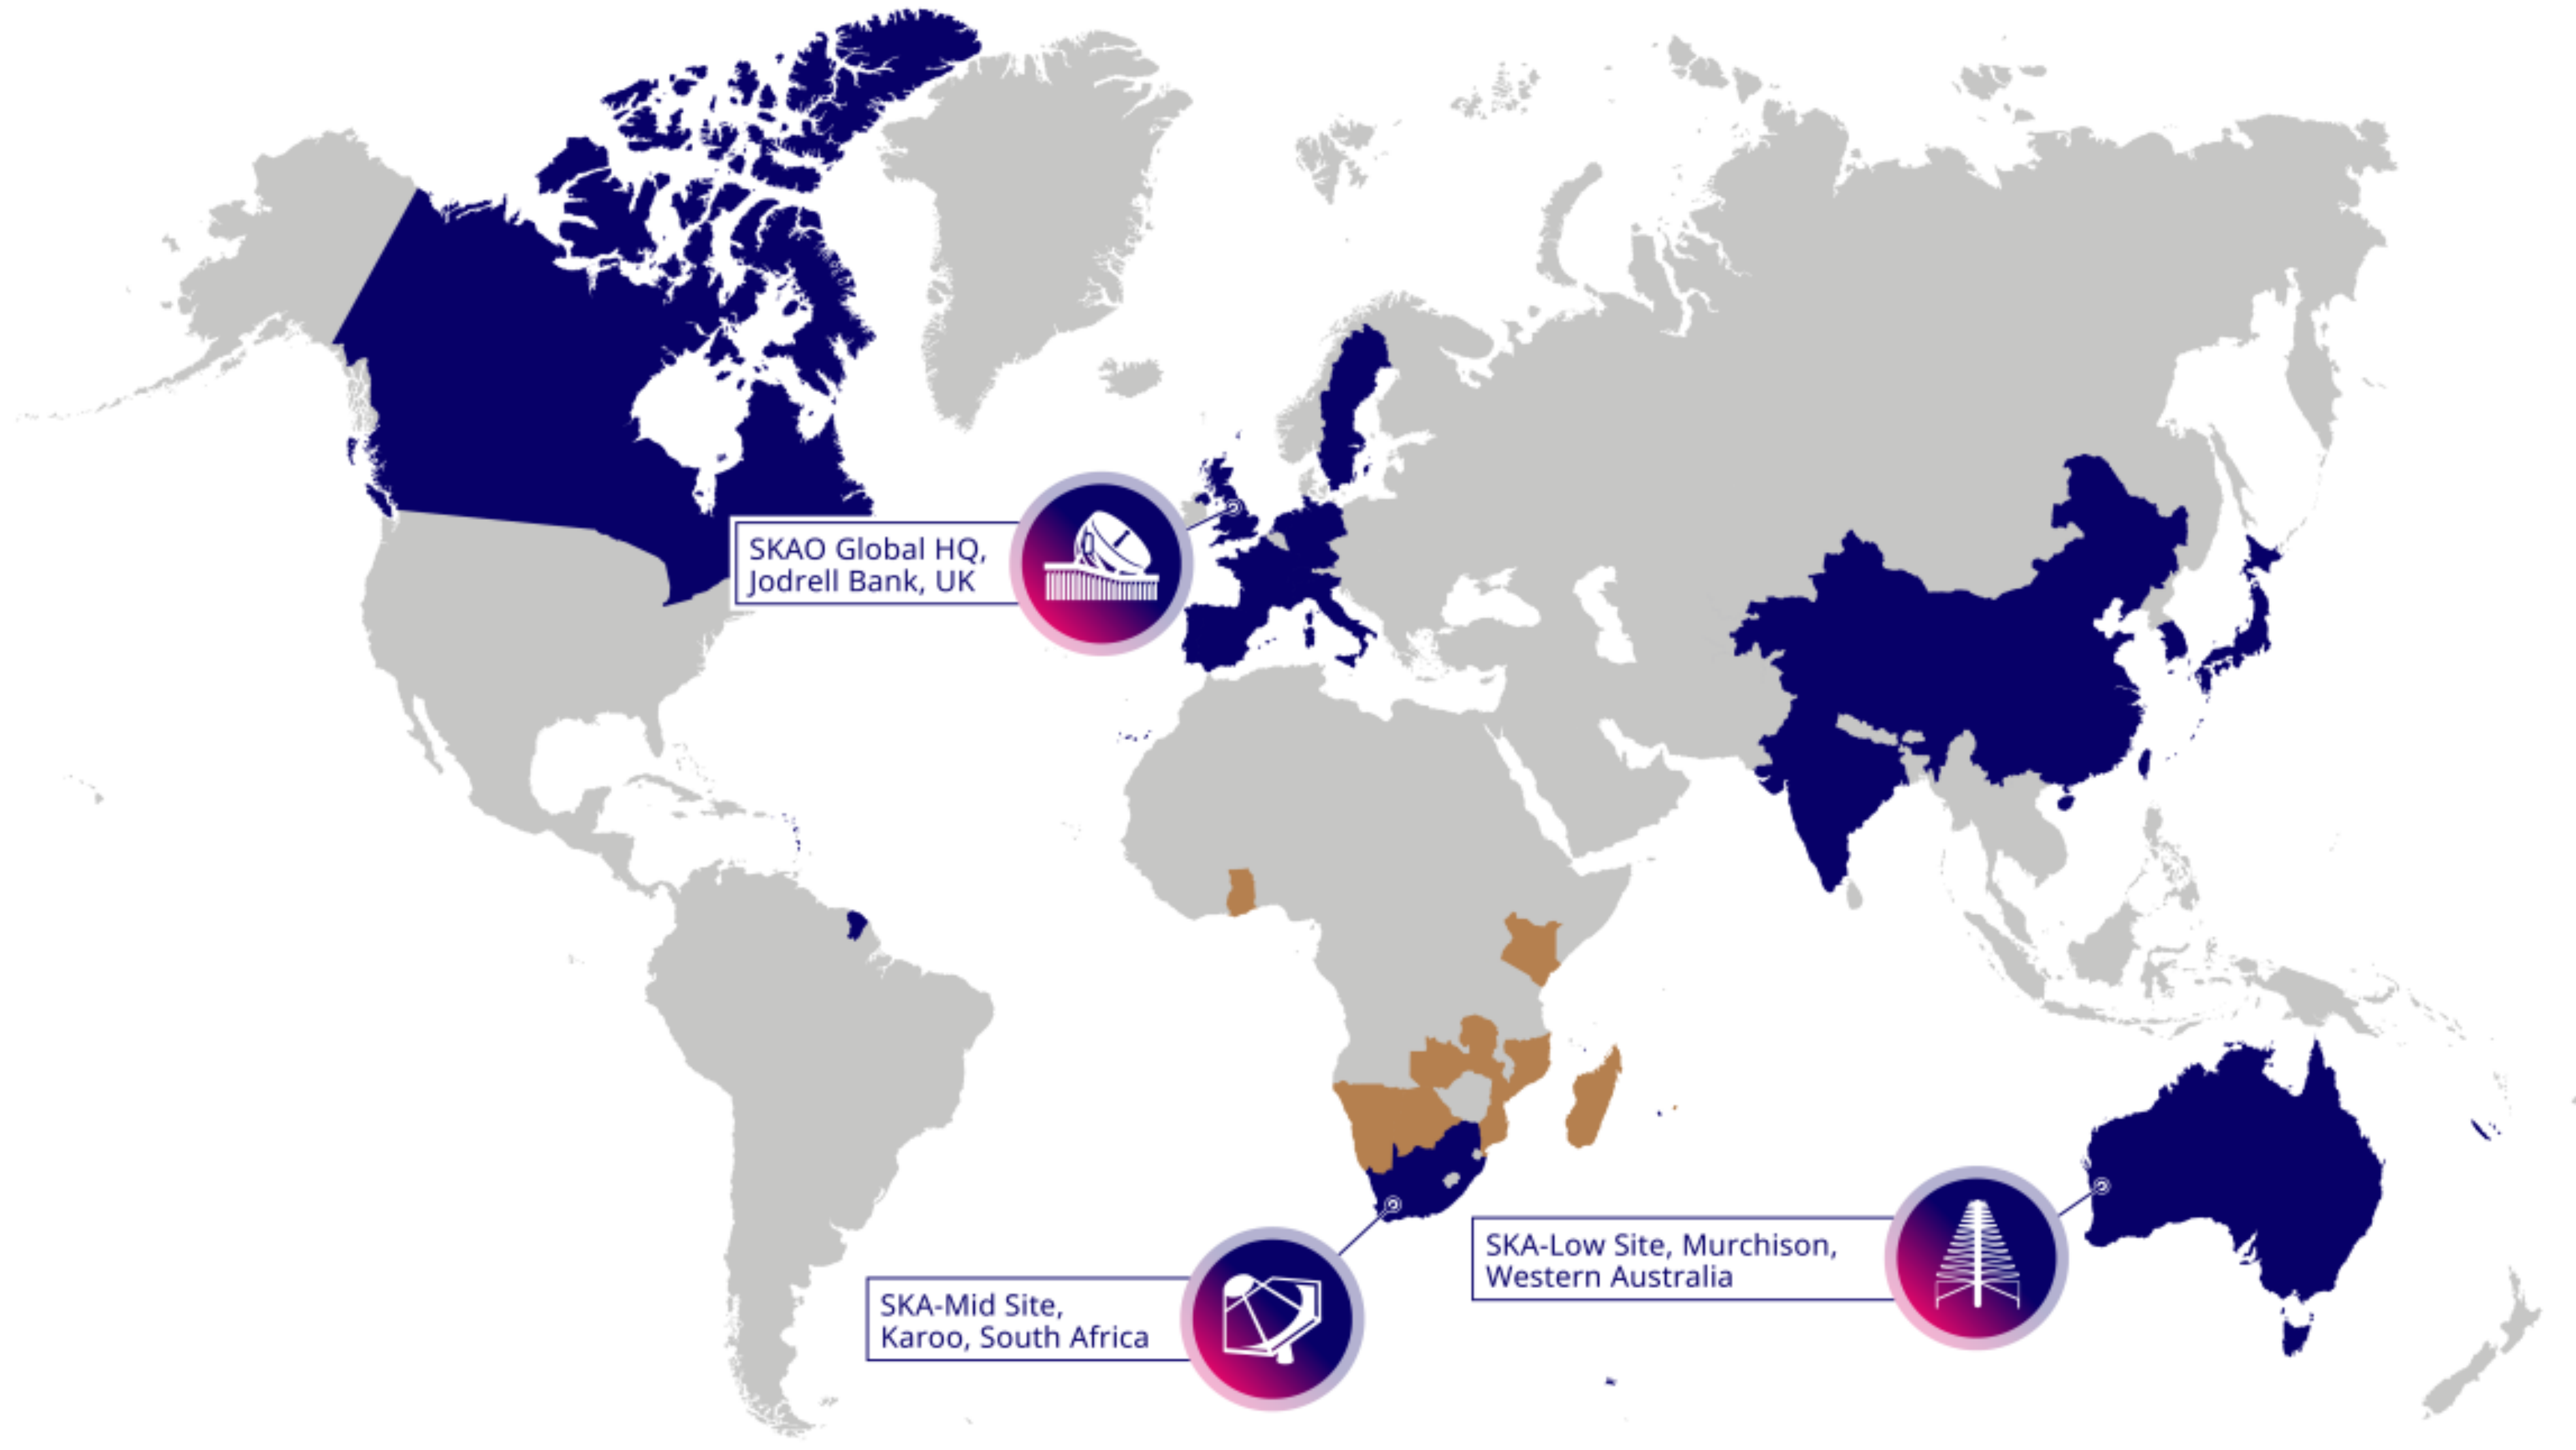 SKAO Global HQ,
Jodrell Bank, UK
SKA-Low Site, Murchison,
Western Australia
SKA-Mid Site,
Karoo, South Africa